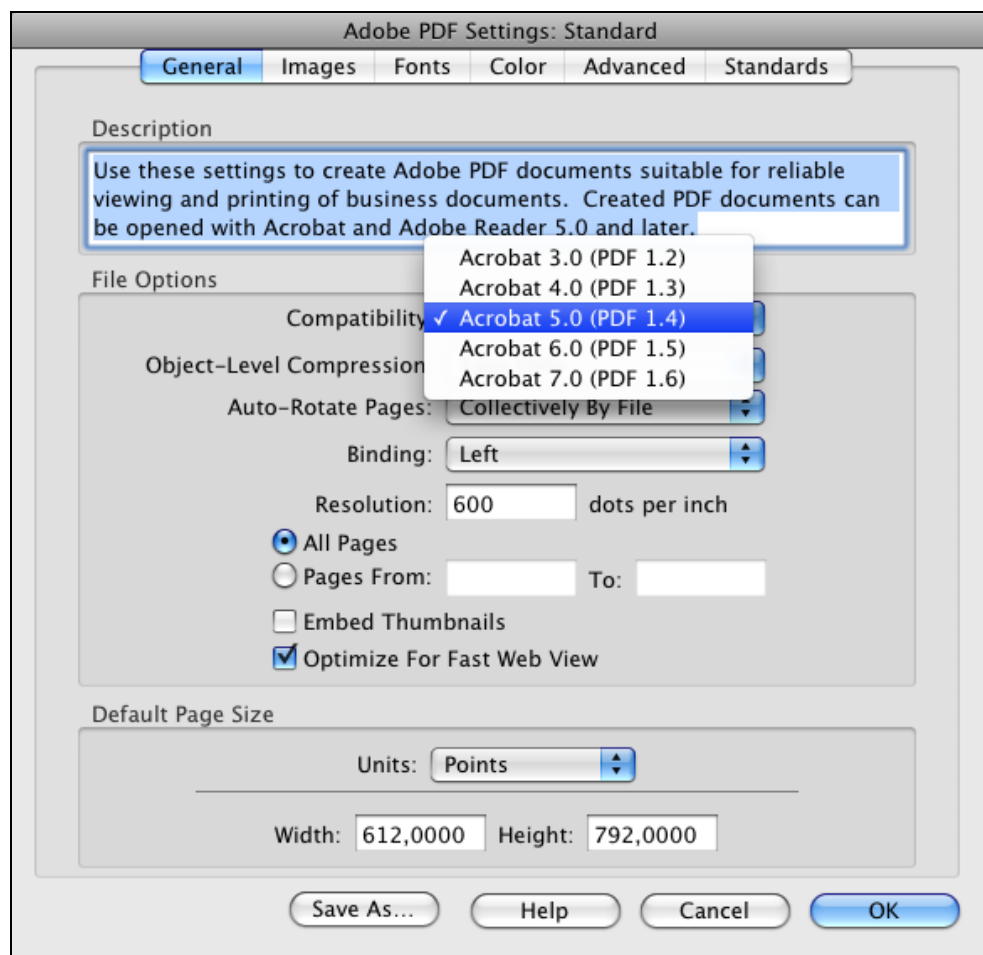 Adobe PDF Settings: Standard
General Images Fonts Color Advanced Standards
Description
Use these settings to create Adobe PDF documents suitable for reliable
viewing and printing of business documents.  Created PDF documents can
be opened with Acrobat and Adobe Reader 5.0 and later.
Acrobat 3.0 (PDF 1.2)
File Options
Acrobat 4.0 (PDF 1.3)
Compatibility ✓ Acrobat 5.0 (PDF 1.4)
Acrobat 6.0 (PDF 1.5)
Object-Level Compression
Acrobat 7.0 (PDF 1.6)
Auto-Rotate Pages: Collectively By File
Binding: Left
Resolution: 600 dots per inch
All Pages
Pages From: To:
Embed Thumbnails
Optimize For Fast Web View
Default Page Size
Units: Points
Width: 612,0000 Height: 792,0000
Save As... Help Cancel OK